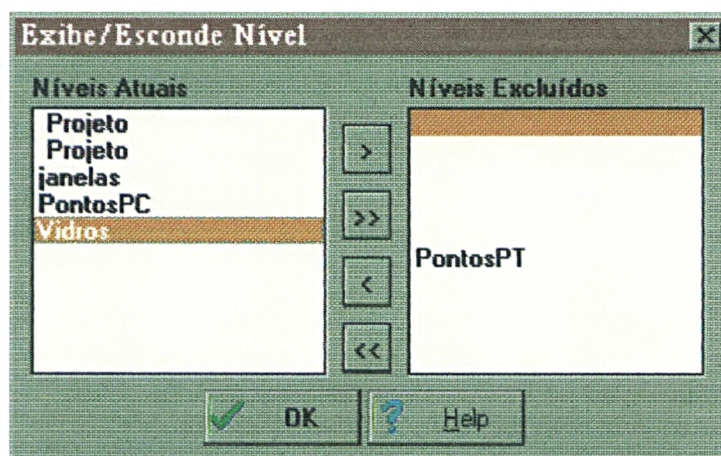 Exibe/Esconde Nível
Níveis Atuais
Projeto
Projeto
janelas
PontosPC
Vidros
>
>>
<
<<
Níveis Excluídos
PontosPT
OK
? Help